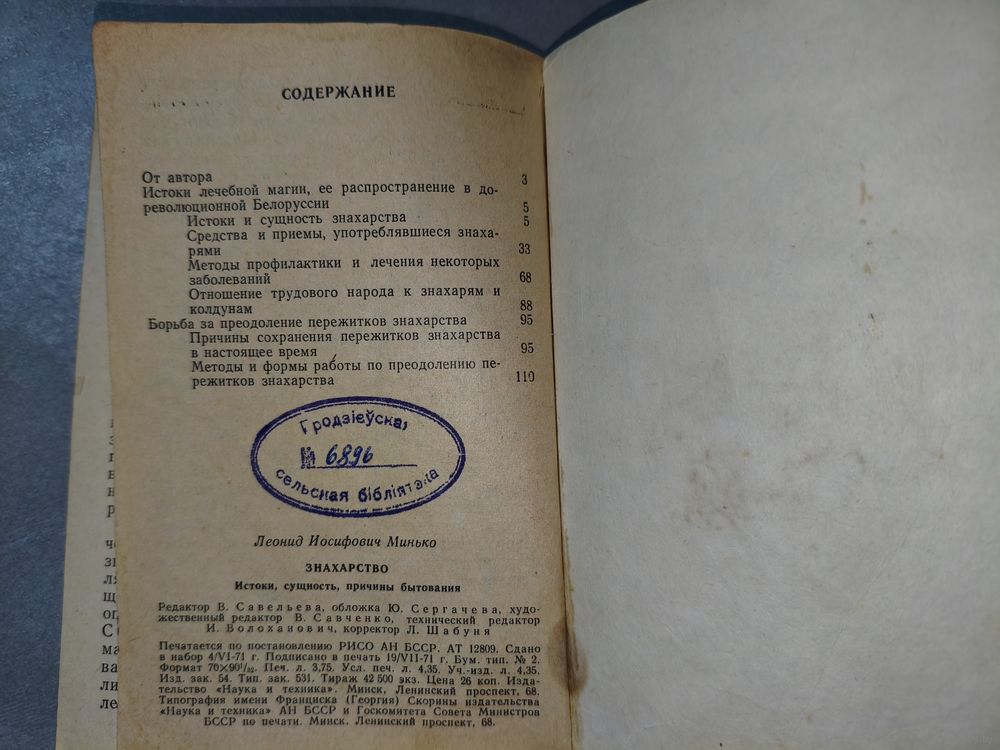 СОДЕРЖАНИЕ
От автора 3
Истоки лечебной магии, ее распространение в до-
революционной Белоруссии 5
Истоки и сущность знахарства 5
Средства и приемы, употреблявшиеся знаха-
рями 33
Методы профилактики и лечения некоторых
заболеваний 68
Отношение трудового народа к знахарям и
колдунам 88
Борьба за преодоление пережитков знахарства 95
Причины сохранения пережитков знахарства
в настоящее время 95
Методы и формы работы по преодолению пе-
режитков знахарства 110
Гродзіеўская
№ 6896
сельская бібліятэка
Леонид Иосифович Минько
ЗНАХАРСТВО
Истоки, сущность, причины бытования
Редактор В. Савельева, обложка Ю. Сергачева, худо-
жественный редактор В. Савченко, технический редактор
И. Волоханович, корректор Л. Шабуня
Печатается по постановлению РИСО АН БССР. АТ 12809. Сдано
в набор 4/VI-71 г. Подписано в печать 19/VII-71 г. Бум. тип. № 2.
Формат 70×90¹/₃₂. Печ. л. 3,75. Усл. печ. л. 4,35. Уч.-изд. л. 4,35.
Изд. зак. 54. Тип. зак. 531. Тираж 42 500 экз. Цена 26 коп. Изда-
тельство «Наука и техника». Минск, Ленинский проспект, 68.
Типография имени Франциска (Георгия) Скорины издательства
«Наука и техника» АН БССР и Госкомитета Совета Министров
БССР по печати. Минск, Ленинский проспект, 68.